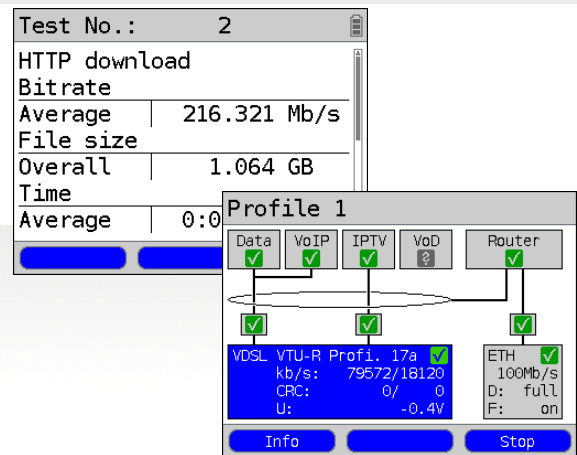 Test No.: 2
HTTP download
Bitrate
Average 216.321 Mb/s
File size
Overall 1.064 GB
Time
Average 0:0
Profile 1
Data VoIP IPTV VoD Router
?
VDSL VTU-R Profi. 17a
kb/s: 79572/18120
CRC: 0/ 0
U: -0.4V
ETH
100Mb/s
D: full
F: on
Info Stop